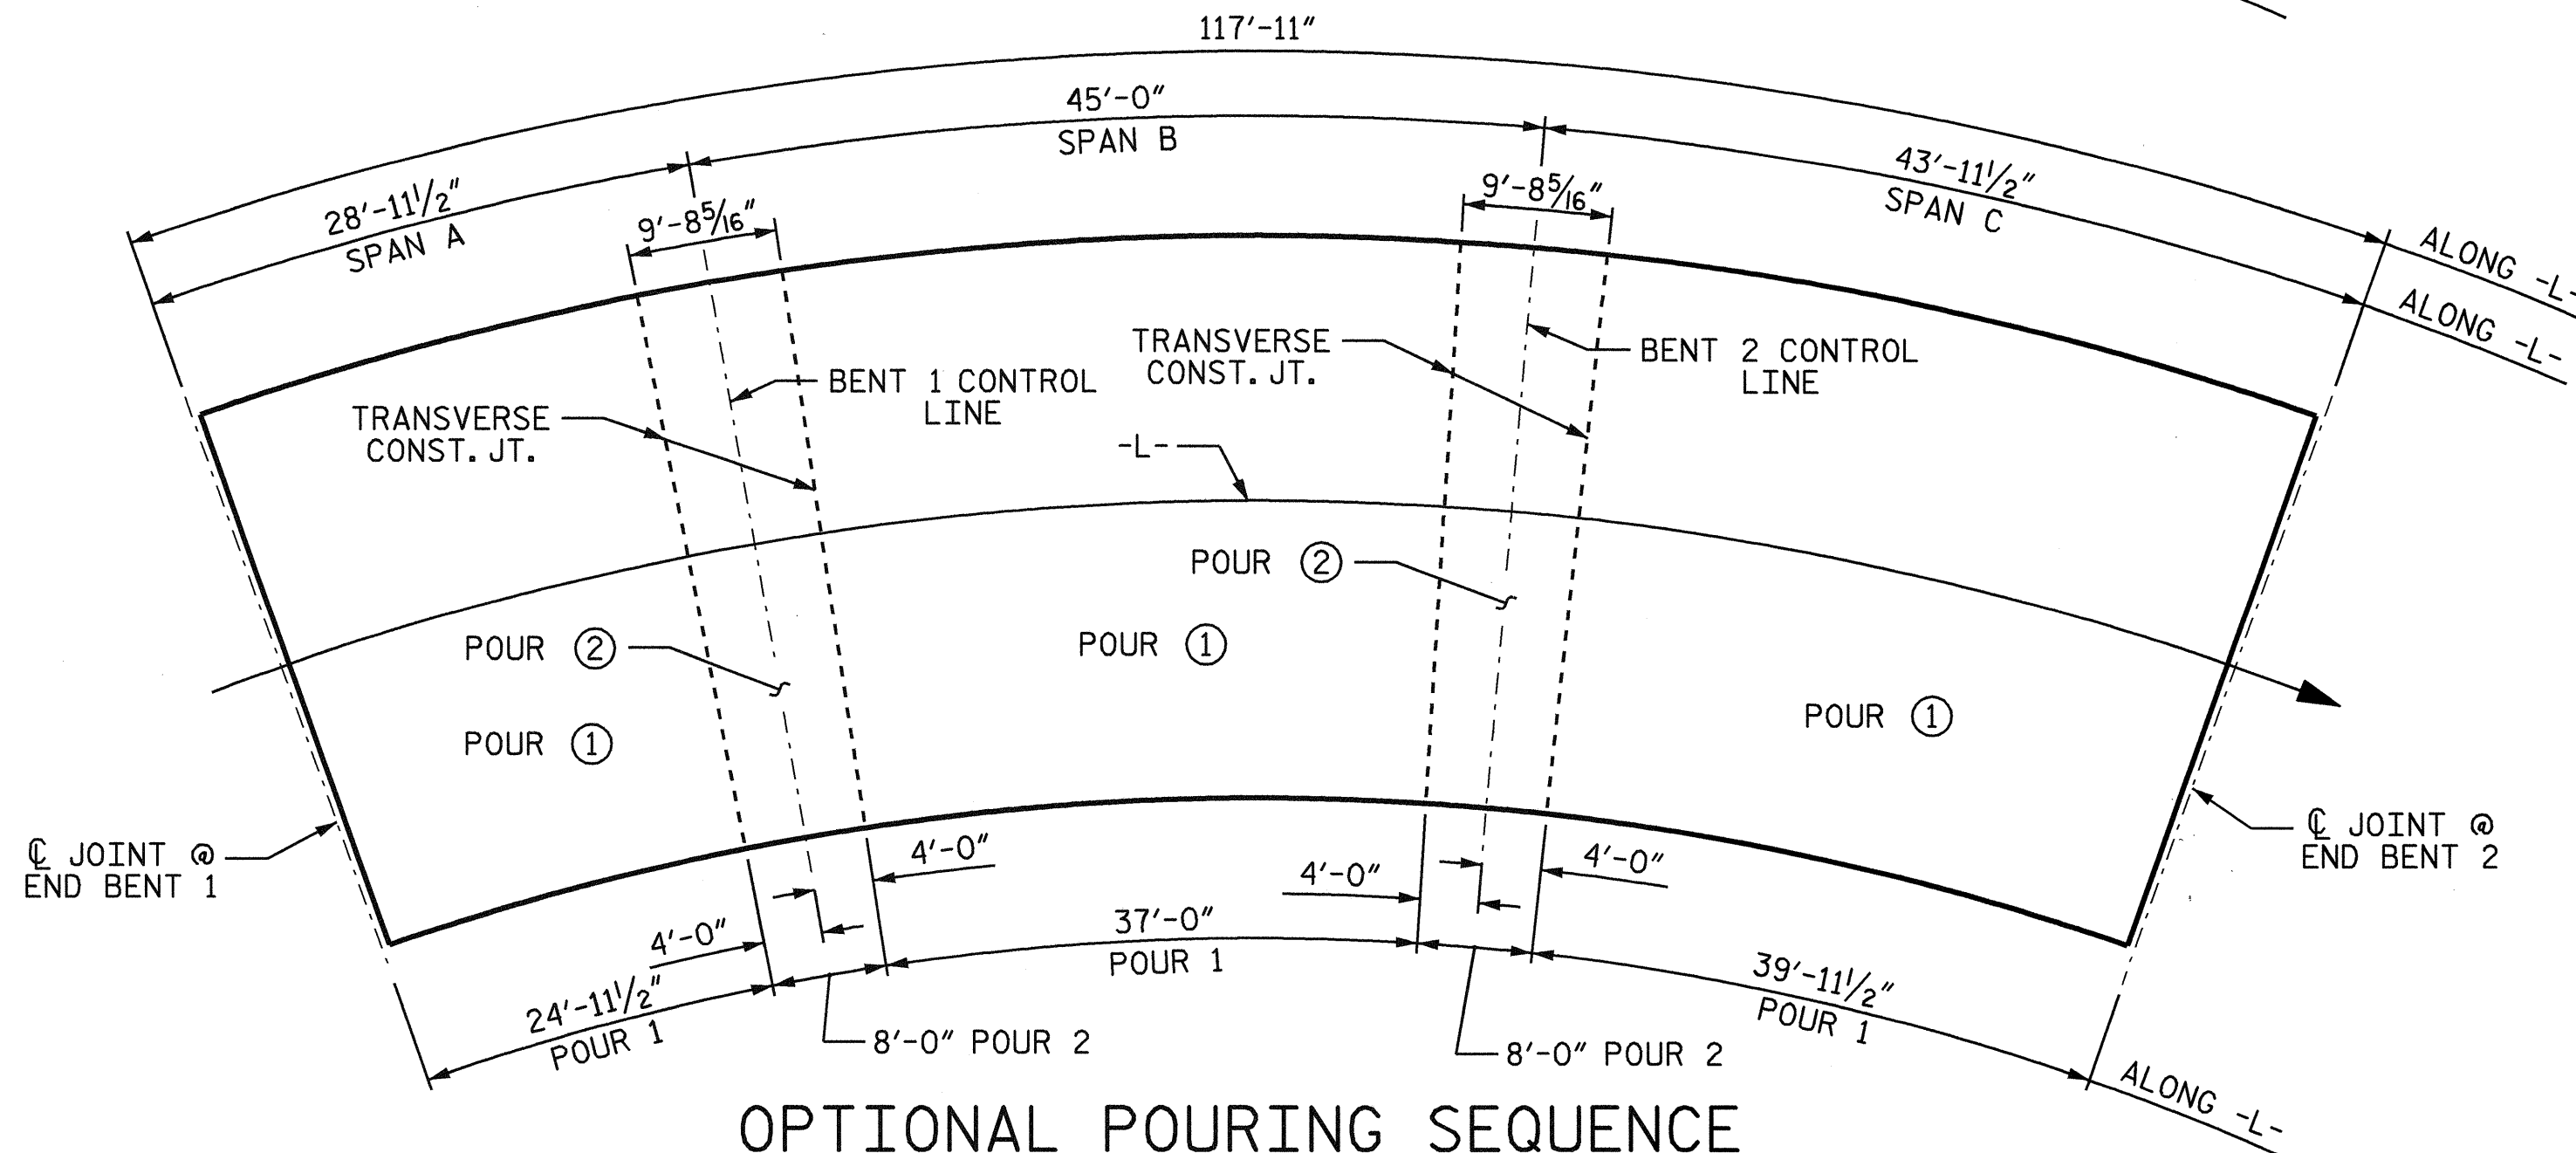 117'-11"
45'-0"
SPAN B
28'-11 1/2"
SPAN A
43'-11 1/2"
SPAN C
9'-8 5/16"
9'-8 5/16"
ALONG -L-
ALONG -L-
TRANSVERSE
CONST. JT.
BENT 1 CONTROL
LINE
TRANSVERSE
CONST. JT.
BENT 2 CONTROL
LINE
-L-
POUR ②
POUR ①
POUR ①
POUR ②
POUR ①
℄ JOINT @
END BENT 1
℄ JOINT @
END BENT 2
4'-0"
4'-0"
4'-0"
4'-0"
24'-11 1/2"
POUR 1
37'-0"
POUR 1
39'-11 1/2"
POUR 1
8'-0" POUR 2
8'-0" POUR 2
ALONG -L-
OPTIONAL POURING SEQUENCE